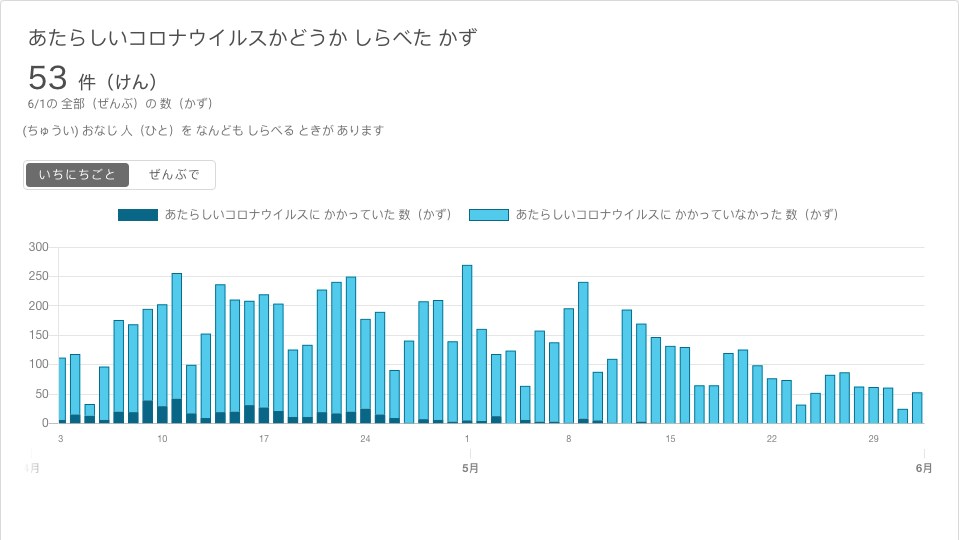 あたらしいコロナウイルスかどうか しらべた かず
53 件（けん）
6/1の 全部（ぜんぶ）の 数（かず）
(ちゅうい) おなじ 人（ひと）を なんども しらべる ときが あります
いちにちごと ぜんぶで
あたらしいコロナウイルスに かかっていた 数（かず） あたらしいコロナウイルスに かかっていなかった 数（かず）
300
250
200
150
100
50
0
3 10 17 24 1 8 15 22 29
月 5月 6月